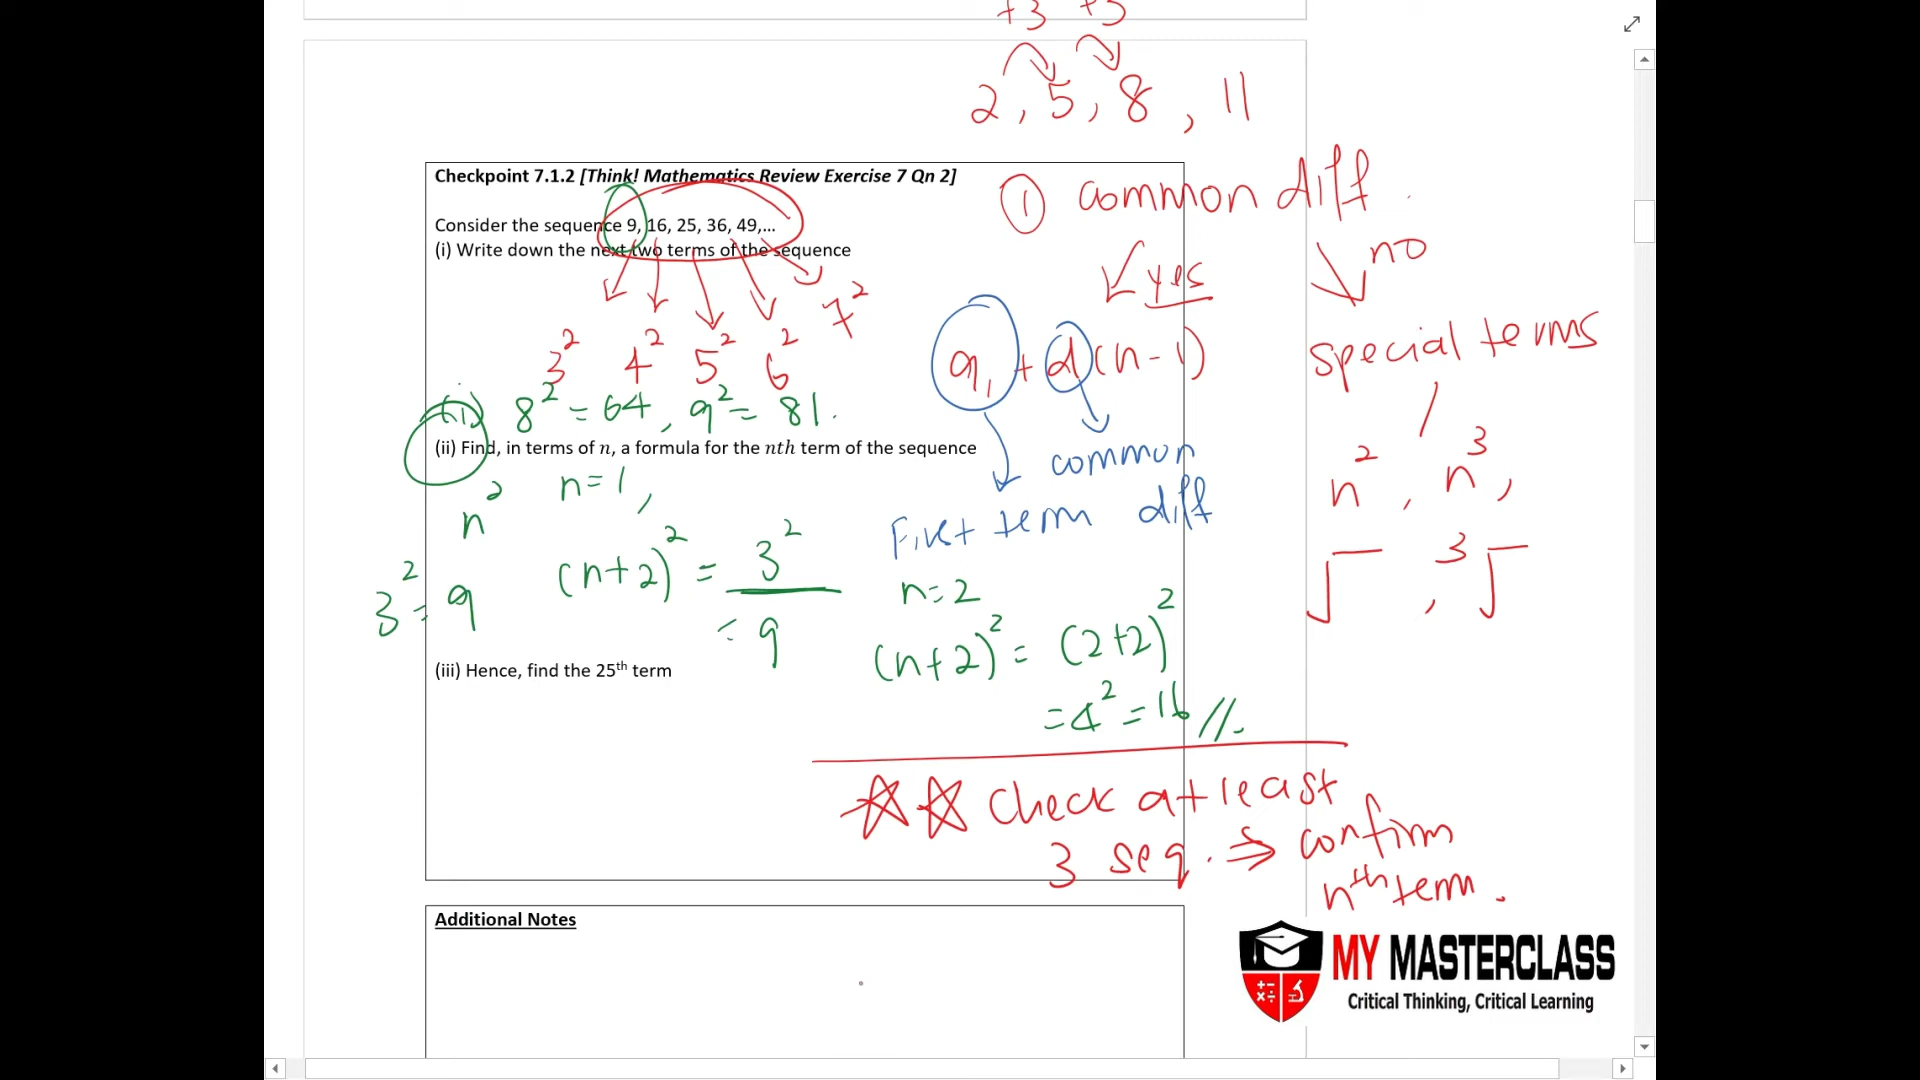 +3 +3
2, 5, 8, 11
Checkpoint 7.1.2 [Think! Mathematics Review Exercise 7 Qn 2]
① common diff.
Consider the sequence 9, 16, 25, 36, 49,...
(i) Write down the next two terms of the sequence
yes
no
3² 4² 5² 6² 7²
a₁ + d(n-1)
special terms
(i) 8² = 64, 9² = 81.
(ii) Find, in terms of n, a formula for the nth term of the sequence
common diff
First term
n², n³,
√, ³√
n²
n=1,
(n+2)² = 3²
= 9
3² = 9
n=2
(n+2)² = (2+2)²
= 4² = 16 //.
(iii) Hence, find the 25th term
☆☆ Check at least
3 seq. ⇒ confirm
nth term.
Additional Notes
MY MASTERCLASS
Critical Thinking, Critical Learning